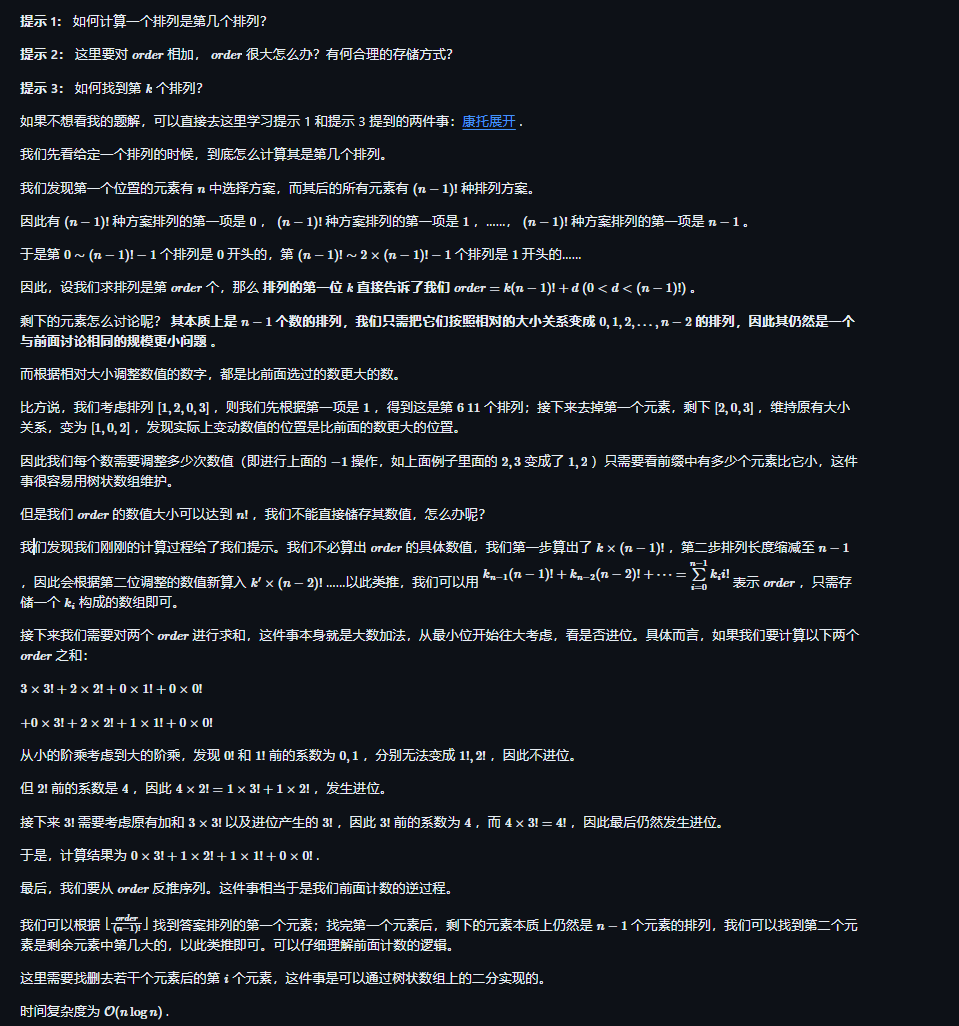 提示 1： 如何计算一个排列是第几个排列？
提示 2： 这里要对 order 相加， order 很大怎么办？有何合理的存储方式？
提示 3： 如何找到第 k 个排列？
如果不想看我的题解，可以直接去这里学习提示 1 和提示 3 提到的两件事：康托展开 .
我们先看给定一个排列的时候，到底怎么计算其是第几个排列。
我们发现第一个位置的元素有 n 中选择方案，而其后的所有元素有 (n − 1)! 种排列方案。
因此有 (n − 1)! 种方案排列的第一项是 0 ， (n − 1)! 种方案排列的第一项是 1 ，……， (n − 1)! 种方案排列的第一项是 n − 1 。
于是第 0 ∼ (n − 1)! − 1 个排列是 0 开头的，第 (n − 1)! ∼ 2 × (n − 1)! − 1 个排列是 1 开头的……
因此，设我们求排列是第 order 个，那么 排列的第一位 k 直接告诉了我们 order = k(n − 1)! + d (0 < d < (n − 1)!) 。
剩下的元素怎么讨论呢？ 其本质上是 n − 1 个数的排列，我们只需把它们按照相对的大小关系变成 0, 1, 2, … , n − 2 的排列，因此其仍然是一个
与前面讨论相同的规模更小问题 。
而根据相对大小调整数值的数字，都是比前面选过的数更大的数。
比方说，我们考虑排列 [1, 2, 0, 3] ，则我们先根据第一项是 1 ，得到这是第 6 11 个排列；接下来去掉第一个元素，剩下 [2, 0, 3] ，维持原有大小
关系，变为 [1, 0, 2] ，发现实际上变动数值的位置是比前面的数更大的位置。
因此我们每个数需要调整多少次数值（即进行上面的 −1 操作，如上面例子里面的 2, 3 变成了 1, 2 ）只需要看前缀中有多少个元素比它小，这件
事很容易用树状数组维护。
但是我们 order 的数值大小可以达到 n! ，我们不能直接储存其数值，怎么办呢？
我们发现我们刚刚的计算过程给了我们提示。我们不必算出 order 的具体数值，我们第一步算出了 k × (n − 1)! ，第二步排列长度缩减至 n − 1
，因此会根据第二位调整的数值新算入 k′ × (n − 2)! ……以此类推，我们可以用 k_{n−1}(n − 1)! + k_{n−2}(n − 2)! + ⋯ = ∑_{i=0}^{n−1} k_i i! 表示 order ，只需存
储一个 k_i 构成的数组即可。
接下来我们需要对两个 order 进行求和，这件事本身就是大数加法，从最小位开始往大考虑，看是否进位。具体而言，如果我们要计算以下两个
order 之和：
3 × 3! + 2 × 2! + 0 × 1! + 0 × 0!
+0 × 3! + 2 × 2! + 1 × 1! + 0 × 0!
从小的阶乘考虑到大的阶乘，发现 0! 和 1! 前的系数为 0, 1 ，分别无法变成 1!, 2! ，因此不进位。
但 2! 前的系数是 4 ，因此 4 × 2! = 1 × 3! + 1 × 2! ，发生进位。
接下来 3! 需要考虑原有加和 3 × 3! 以及进位产生的 3! ，因此 3! 前的系数为 4 ，而 4 × 3! = 4! ，因此最后仍然发生进位。
于是，计算结果为 0 × 3! + 1 × 2! + 1 × 1! + 0 × 0! .
最后，我们要从 order 反推序列。这件事相当于是我们前面计数的逆过程。
我们可以根据 ⌊order/(n−1)!⌋ 找到答案排列的第一个元素；找完第一个元素后，剩下的元素本质上仍然是 n − 1 个元素的排列，我们可以找到第二个元
素是剩余元素中第几大的，以此类推即可。可以仔细理解前面计数的逻辑。
这里需要找删去若干个元素后的第 i 个元素，这件事是可以通过树状数组上的二分实现的。
时间复杂度为 O(n log n) .